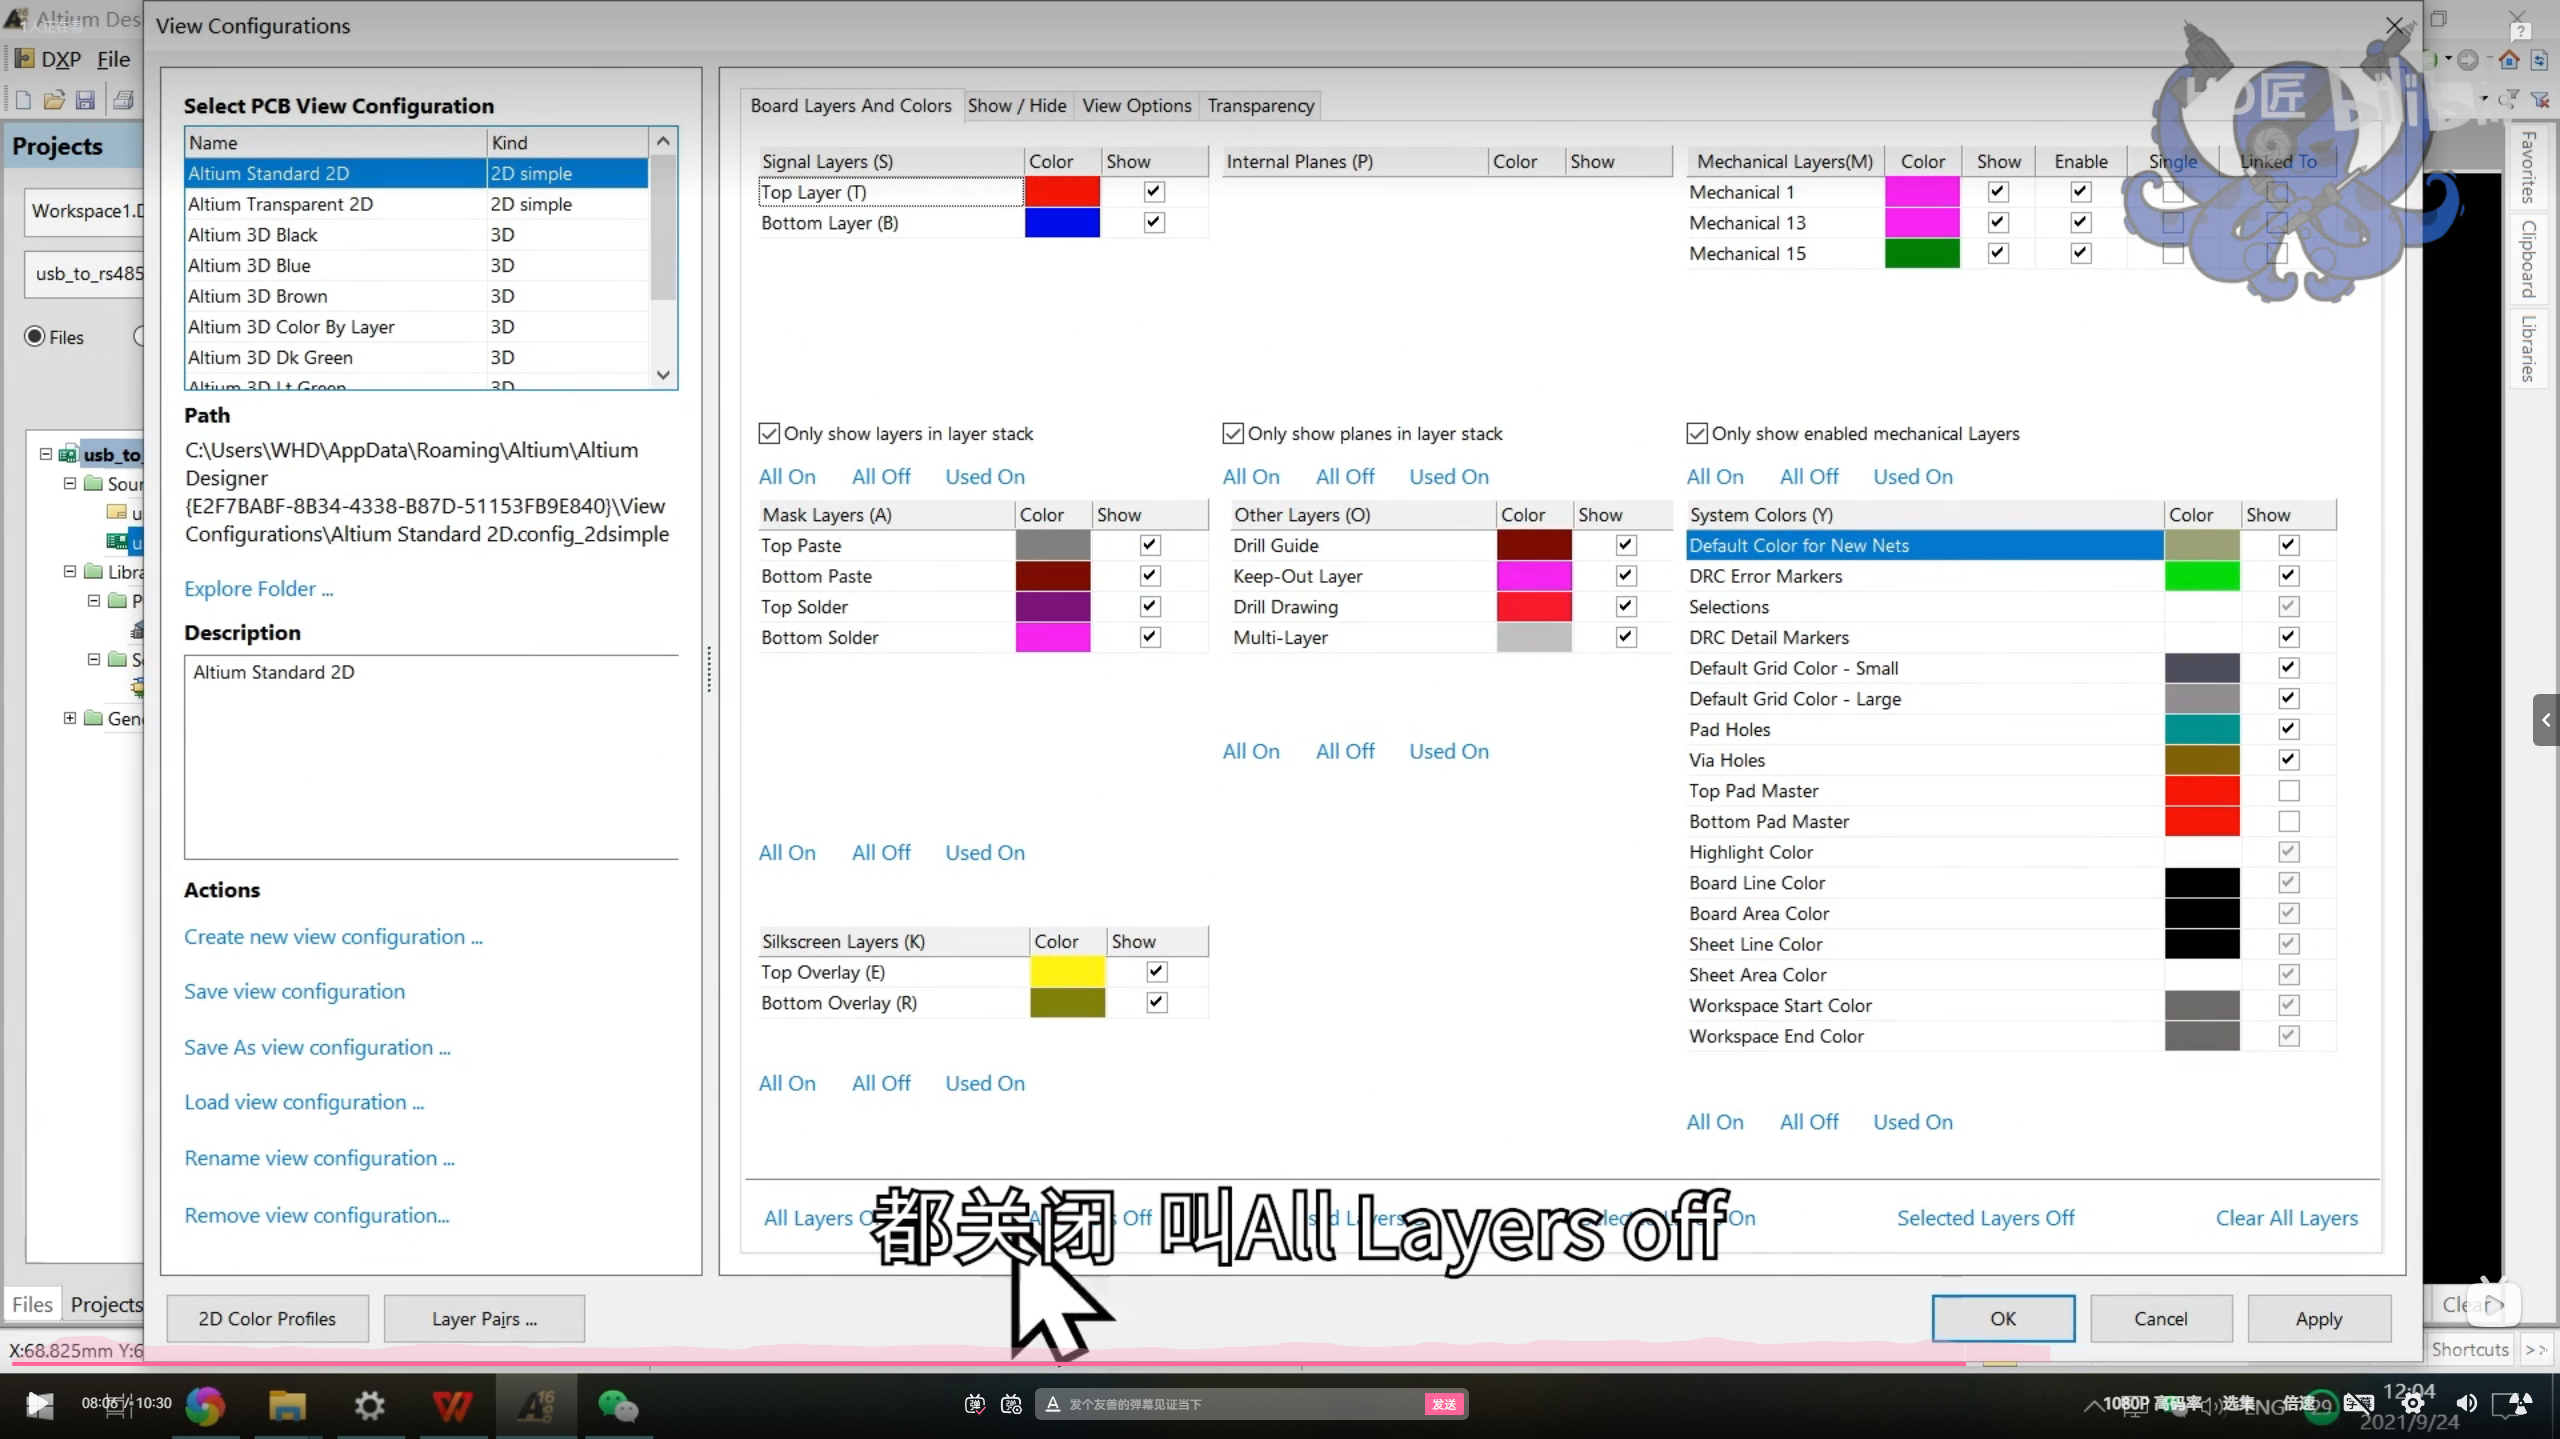 Altium Des
View Configurations
DXP File
Projects
Workspace1.D
usb_to_rs485
Files
usb_to_
Sour
Libra
Gene
Select PCB View Configuration
Name Kind
Altium Standard 2D 2D simple
Altium Transparent 2D 2D simple
Altium 3D Black 3D
Altium 3D Blue 3D
Altium 3D Brown 3D
Altium 3D Color By Layer 3D
Altium 3D Dk Green 3D
Altium 3D Lt Green 3D
Path
C:\Users\WHD\AppData\Roaming\Altium\Altium
Designer
{E2F7BABF-8B34-4338-B87D-51153FB9E840}\View
Configurations\Altium Standard 2D.config_2dsimple
Explore Folder ...
Description
Altium Standard 2D
Actions
Create new view configuration ...
Save view configuration
Save As view configuration ...
Load view configuration ...
Rename view configuration ...
Remove view configuration...
Board Layers And Colors Show / Hide View Options Transparency
Signal Layers (S) Color Show
Top Layer (T)
Bottom Layer (B)
Only show layers in layer stack
All On All Off Used On
Internal Planes (P) Color Show
Only show planes in layer stack
All On All Off Used On
Mechanical Layers(M) Color Show Enable Single Linked To
Mechanical 1
Mechanical 13
Mechanical 15
Only show enabled mechanical Layers
All On All Off Used On
Mask Layers (A) Color Show
Top Paste
Bottom Paste
Top Solder
Bottom Solder
All On All Off Used On
Other Layers (O) Color Show
Drill Guide
Keep-Out Layer
Drill Drawing
Multi-Layer
All On All Off Used On
System Colors (Y) Color Show
Default Color for New Nets
DRC Error Markers
Selections
DRC Detail Markers
Default Grid Color - Small
Default Grid Color - Large
Pad Holes
Via Holes
Top Pad Master
Bottom Pad Master
Highlight Color
Board Line Color
Board Area Color
Sheet Line Color
Sheet Area Color
Workspace Start Color
Workspace End Color
All On All Off Used On
Silkscreen Layers (K) Color Show
Top Overlay (E)
Bottom Overlay (R)
All On All Off Used On
All Layers Off On Selected Layers Off Clear All Layers
都关闭 叫All Layers off
2D Color Profiles Layer Pairs ... OK Cancel Apply
Favorites
Clipboard
Libraries
Files Projects
Clear
X:68.825mm Y:6
Shortcuts >>
08:06 / 10:30
发个友善的弹幕见证当下 发送
1080P 高码率 选集 倍速
ENG
12:04
2021/9/24